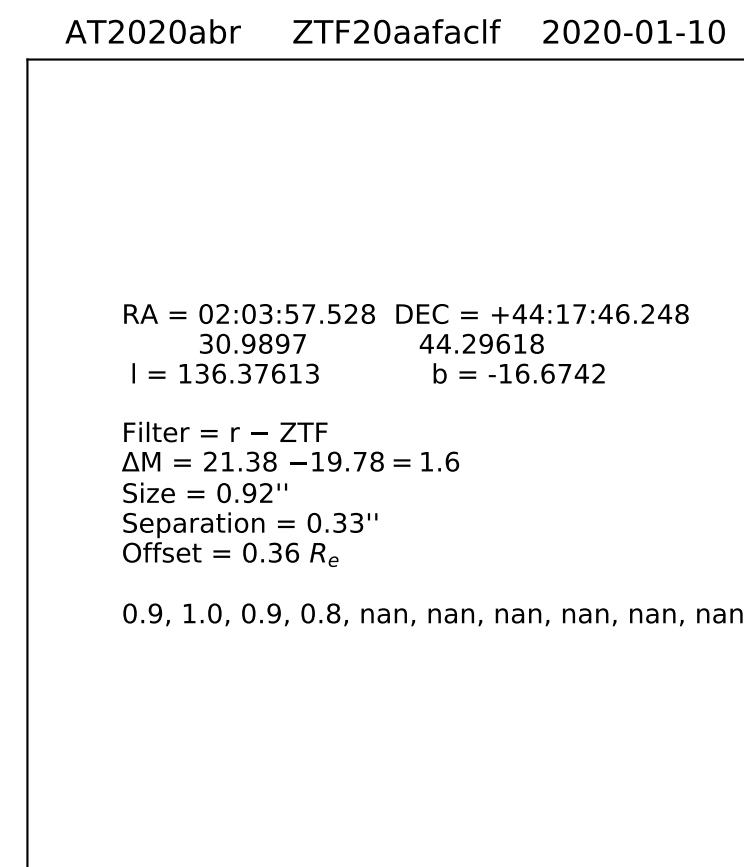 AT2020abr ZTF20aafaclf 2020-01-10
RA = 02:03:57.528 DEC = +44:17:46.248
30.9897 44.29618
l = 136.37613 b = -16.6742
Filter = r − ZTF
ΔM = 21.38 −19.78 = 1.6
Size = 0.92''
Separation = 0.33''
Offset = 0.36 Rₑ
0.9, 1.0, 0.9, 0.8, nan, nan, nan, nan, nan, nan